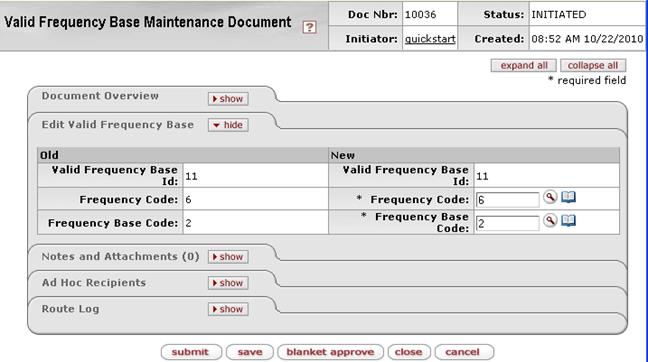 Valid Frequency Base Maintenance Document ?
Doc Nbr: 10036 Status: INITIATED
Initiator: quickstart Created: 08:52 AM 10/22/2010
expand all collapse all
* required field
Document Overview show
Edit Valid Frequency Base hide
Old New
Valid Frequency Base Id: 11 Valid Frequency Base Id: 11
Frequency Code: 6 * Frequency Code: 6
Frequency Base Code: 2 * Frequency Base Code: 2
Notes and Attachments (0) show
Ad Hoc Recipients show
Route Log show
submit save blanket approve close cancel